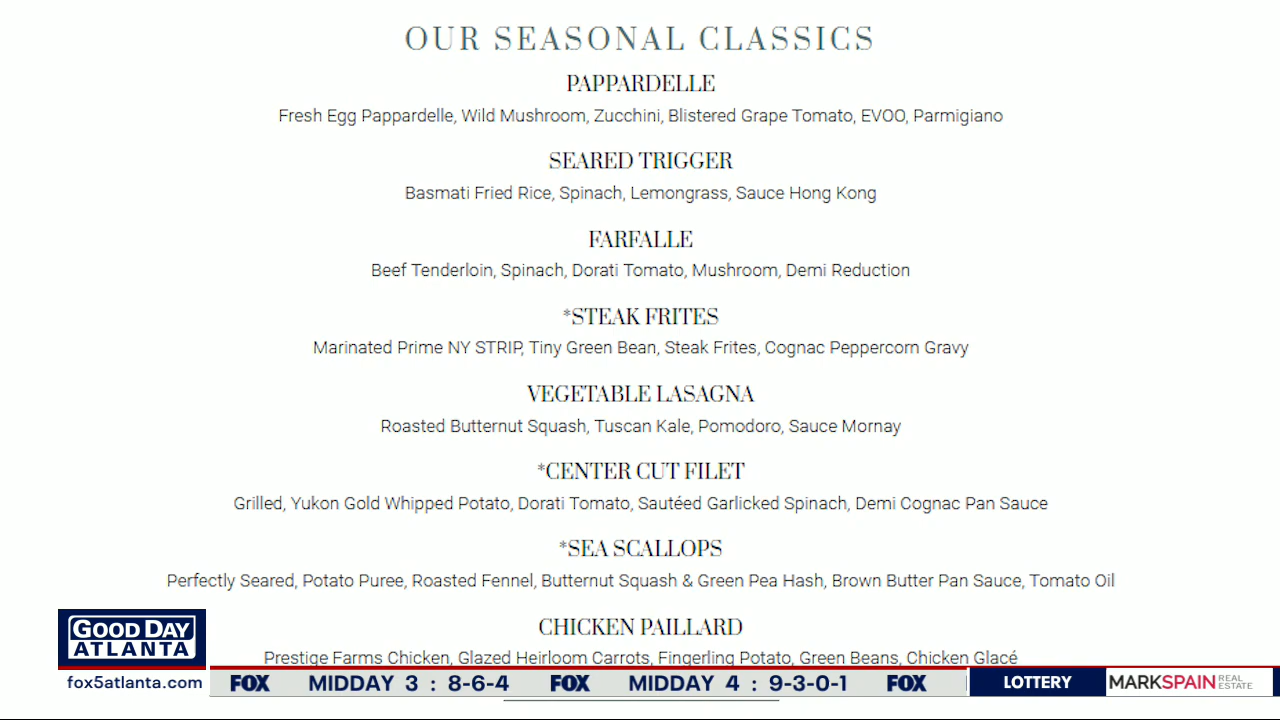 OUR SEASONAL CLASSICS
PAPPARDELLE
Fresh Egg Pappardelle, Wild Mushroom, Zucchini, Blistered Grape Tomato, EVOO, Parmigiano
SEARED TRIGGER
Basmati Fried Rice, Spinach, Lemongrass, Sauce Hong Kong
FARFALLE
Beef Tenderloin, Spinach, Dorati Tomato, Mushroom, Demi Reduction
*STEAK FRITES
Marinated Prime NY STRIP, Tiny Green Bean, Steak Frites, Cognac Peppercorn Gravy
VEGETABLE LASAGNA
Roasted Butternut Squash, Tuscan Kale, Pomodoro, Sauce Mornay
*CENTER CUT FILET
Grilled, Yukon Gold Whipped Potato, Dorati Tomato, Sautéed Garlicked Spinach, Demi Cognac Pan Sauce
*SEA SCALLOPS
Perfectly Seared, Potato Puree, Roasted Fennel, Butternut Squash & Green Pea Hash, Brown Butter Pan Sauce, Tomato Oil
CHICKEN PAILLARD
Prestige Farms Chicken, Glazed Heirloom Carrots, Fingerling Potato, Green Beans, Chicken Glacé
GOOD DAY
ATLANTA
fox5atlanta.com
FOX MIDDAY 3 : 8-6-4 FOX MIDDAY 4 : 9-3-0-1 FOX
LOTTERY
MARKSPAIN REAL ESTATE